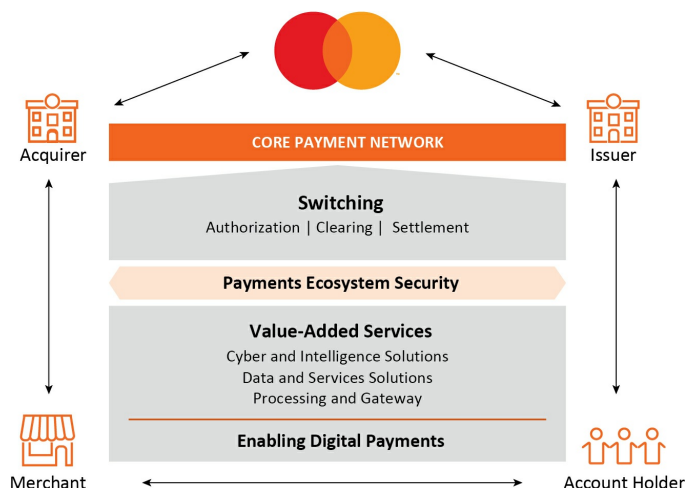 Acquirer
Issuer
CORE PAYMENT NETWORK
Switching
Authorization | Clearing | Settlement
Payments Ecosystem Security
Value-Added Services
Cyber and Intelligence Solutions
Data and Services Solutions
Processing and Gateway
Enabling Digital Payments
Merchant
Account Holder